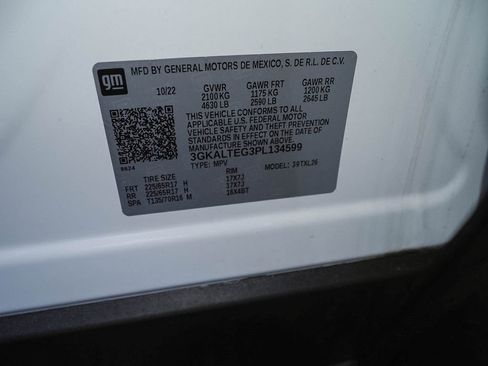 gm
MFD BY GENERAL MOTORS DE MEXICO, S. DE R.L. DE C.V.
10/22 GVWR GAWR FRT GAWR RR
2100 KG 1175 KG 1200 KG
4630 LB 2590 LB 2645 LB
THIS VEHICLE CONFORMS TO ALL
APPLICABLE U.S. FEDERAL MOTOR
VEHICLE SAFETY, BUMPER, AND THEFT
PREVENTION STANDARDS IN EFFECT ON
THE DATE OF MANUFACTURE SHOWN ABOVE.
3GKALTEG3PL134599
9624 TYPE: MPV MODEL: 39TXL26
TIRE SIZE RIM
FRT 225/65R17 H 17X7J
RR 225/65R17 H 17X7J
SPA T135/70R16 M 16X4BT